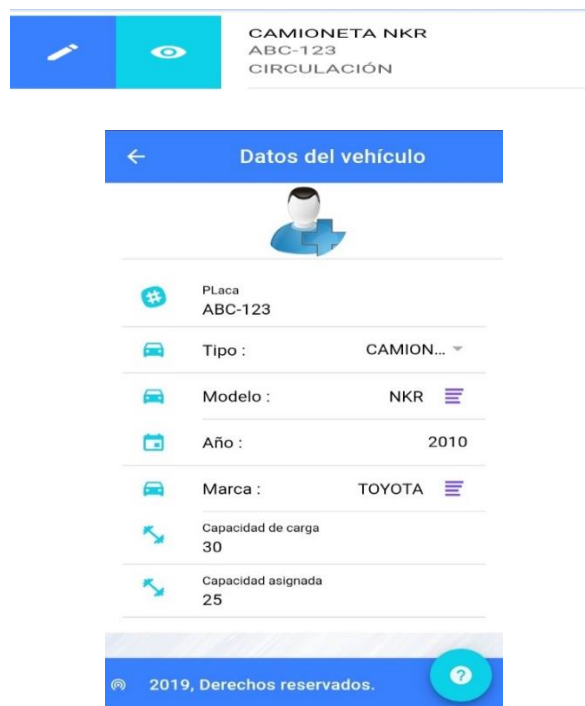 CAMIONETA NKR
ABC-123
CIRCULACIÓN
Datos del vehículo
PLaca
ABC-123
Tipo : CAMION...
Modelo : NKR
Año : 2010
Marca : TOYOTA
Capacidad de carga
30
Capacidad asignada
25
2019, Derechos reservados.